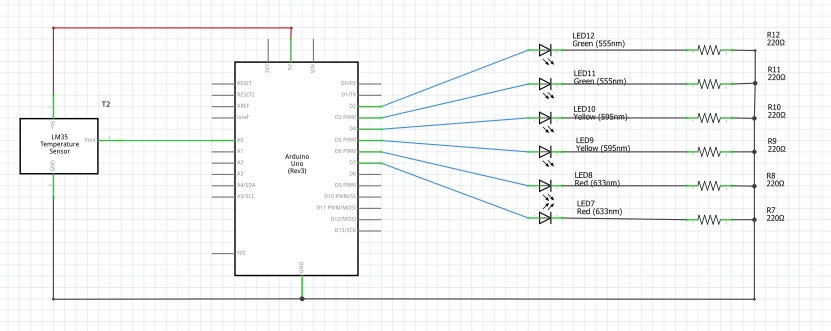 LED12
Green (555nm)
R12
220Ω
LED11
Green (555nm)
R11
220Ω
LED10
Yellow (595nm)
R10
220Ω
LED9
Yellow (595nm)
R9
220Ω
LED8
Red (633nm)
R8
220Ω
LED7
Red (633nm)
R7
220Ω
T2
+Vs
LM35
Temperature
Sensor
Vout
GND
3V3
5V
VIN
RESET
RESET2
AREF
ioref
A0
A1
A2
A3
A4/SDA
A5/SCL
N/C
Arduino
Uno
(Rev3)
D0/RX
D1/TX
D2
D3 PWM
D4
D5 PWM
D6 PWM
D7
D8
D9 PWM
D10 PWM/SS
D11 PWM/MOSI
D12/MISO
D13/SCK
GND